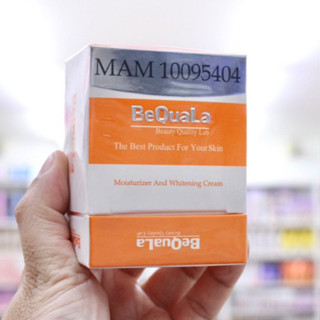 MAM 10095404
BeQuaLa
Beauty Quality Lab
The Best Product For Your Skin
Moisturizer And Whitening Cream
BeQuaLa
Beauty Quality Lab